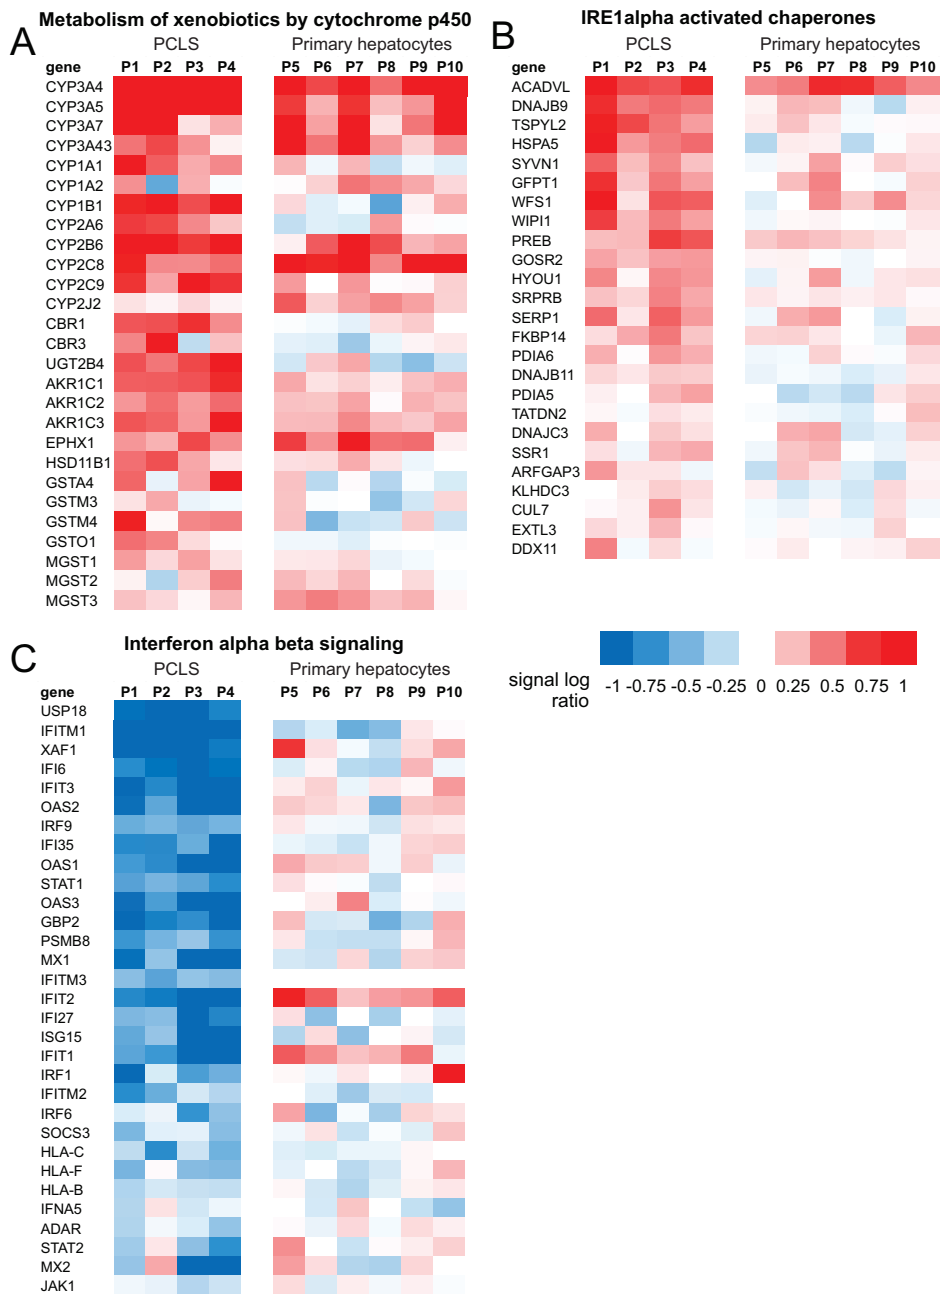 Metabolism of xenobiotics by cytochrome p450
A
PCLS Primary hepatocytes
gene P1 P2 P3 P4 P5 P6 P7 P8 P9 P10
CYP3A4
CYP3A5
CYP3A7
CYP3A43
CYP1A1
CYP1A2
CYP1B1
CYP2A6
CYP2B6
CYP2C8
CYP2C9
CYP2J2
CBR1
CBR3
UGT2B4
AKR1C1
AKR1C2
AKR1C3
EPHX1
HSD11B1
GSTA4
GSTM3
GSTM4
GSTO1
MGST1
MGST2
MGST3
IRE1alpha activated chaperones
B
PCLS Primary hepatocytes
gene P1 P2 P3 P4 P5 P6 P7 P8 P9 P10
ACADVL
DNAJB9
TSPYL2
HSPA5
SYVN1
GFPT1
WFS1
WIPI1
PREB
GOSR2
HYOU1
SRPRB
SERP1
FKBP14
PDIA6
DNAJB11
PDIA5
TATDN2
DNAJC3
SSR1
ARFGAP3
KLHDC3
CUL7
EXTL3
DDX11
signal log
ratio
-1 -0.75 -0.5 -0.25 0 0.25 0.5 0.75 1
Interferon alpha beta signaling
C
PCLS Primary hepatocytes
gene P1 P2 P3 P4 P5 P6 P7 P8 P9 P10
USP18
IFITM1
XAF1
IFI6
IFIT3
OAS2
IRF9
IFI35
OAS1
STAT1
OAS3
GBP2
PSMB8
MX1
IFITM3
IFIT2
IFI27
ISG15
IFIT1
IRF1
IFITM2
IRF6
SOCS3
HLA-C
HLA-F
HLA-B
IFNA5
ADAR
STAT2
MX2
JAK1